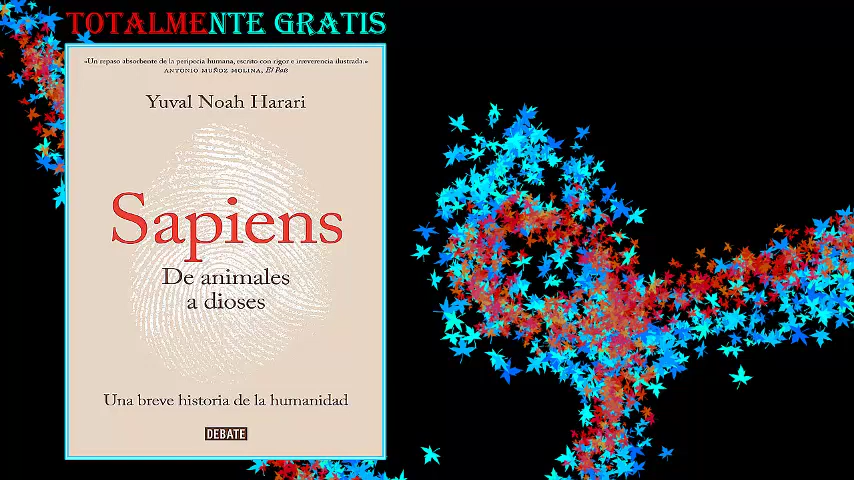 TOTALMENTE GRATIS
«Un repaso absorbente de la peripecia humana, escrito con rigor e irreverencia ilustrada.»
ANTONIO MUÑOZ MOLINA, El País
Yuval Noah Harari
Sapiens
De animales
a dioses
Una breve historia de la humanidad
DEBATE